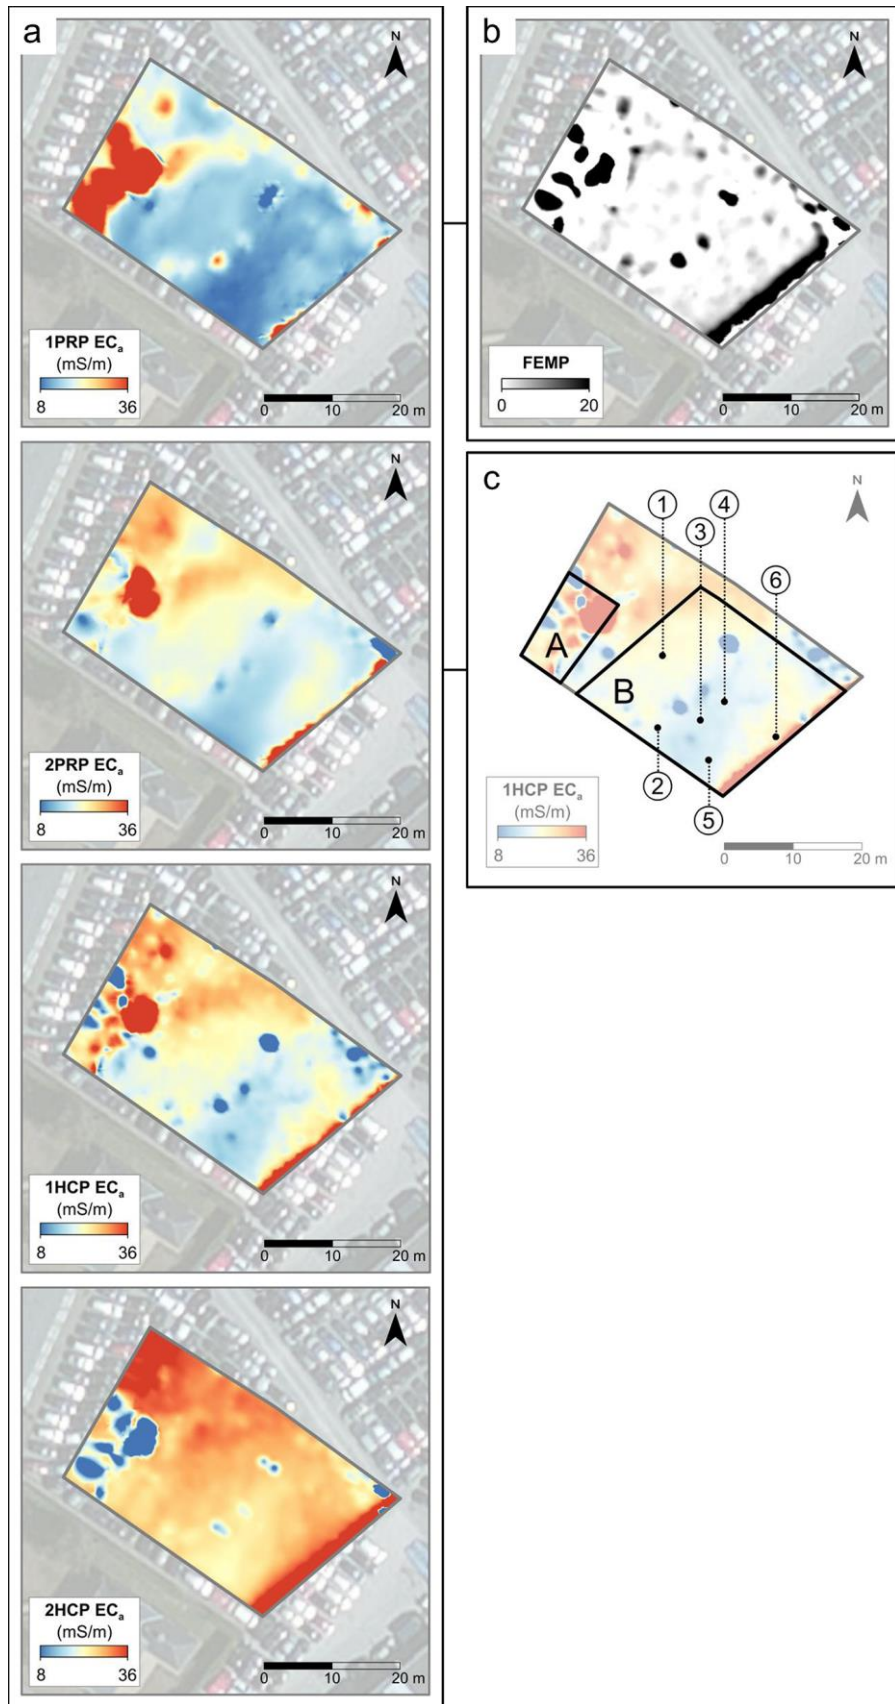 a
N
1PRP ECa
(mS/m)
8 36
0 10 20 m
N
2PRP ECa
(mS/m)
8 36
0 10 20 m
N
1HCP ECa
(mS/m)
8 36
0 10 20 m
N
2HCP ECa
(mS/m)
8 36
0 10 20 m
b
N
FEMP
0 20
0 10 20 m
c
N
1 4
3
6
A
B
1HCP ECa
(mS/m)
8 36
2
5
0 10 20 m